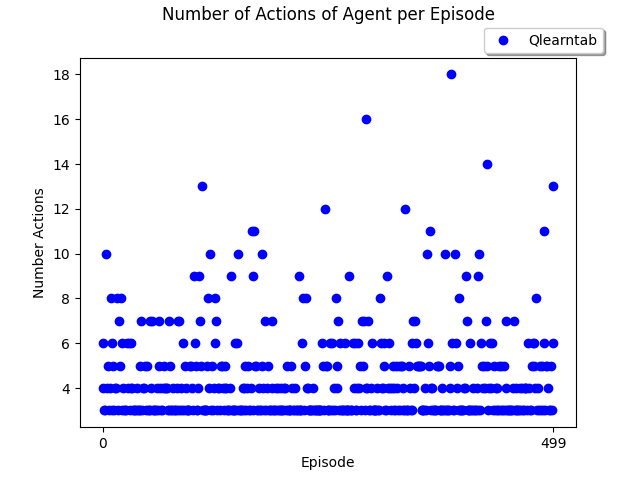 Number of Actions of Agent per Episode
Qlearntab
18
16
14
12
10
8
6
4
Number Actions
0 499
Episode